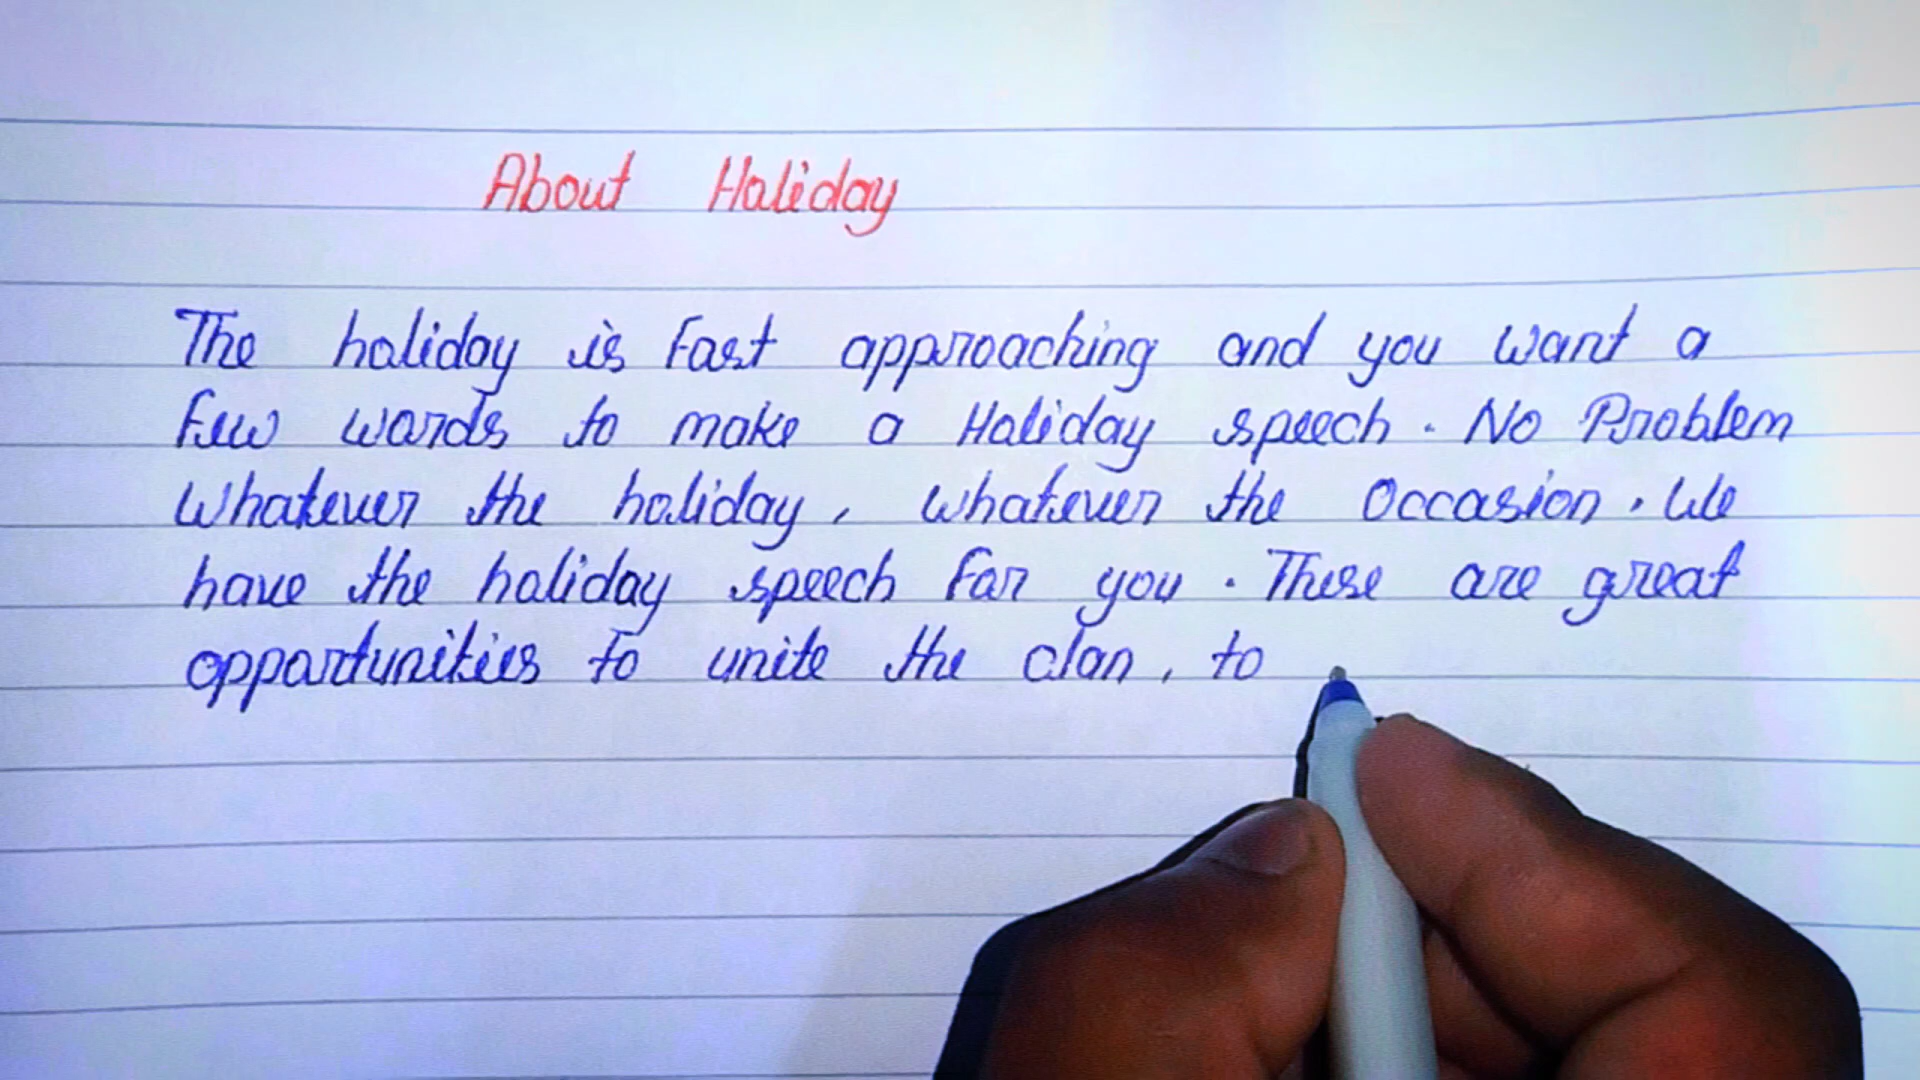 About Holiday
The holiday is Fast approaching and you want a
Few words to make a Holiday speech. No Problem
Whatever the holiday, whatever the Occasion. We
have the holiday speech For you. These are great
opportunities to unite the clan, to